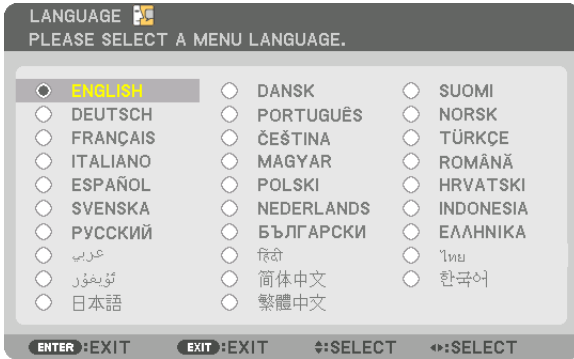 LANGUAGE
PLEASE SELECT A MENU LANGUAGE.
ENGLISH DANSK SUOMI
DEUTSCH PORTUGUÊS NORSK
FRANÇAIS ČEŠTINA TÜRKÇE
ITALIANO MAGYAR ROMÂNĂ
ESPAÑOL POLSKI HRVATSKI
SVENSKA NEDERLANDS INDONESIA
РУССКИЙ БЪЛГАРСКИ ΕΛΛΗΝΙΚΑ
عربي हिंदी ไทย
ئۇيغۇر 简体中文 한국어
日本語 繁體中文
ENTER :EXIT EXIT :EXIT :SELECT :SELECT